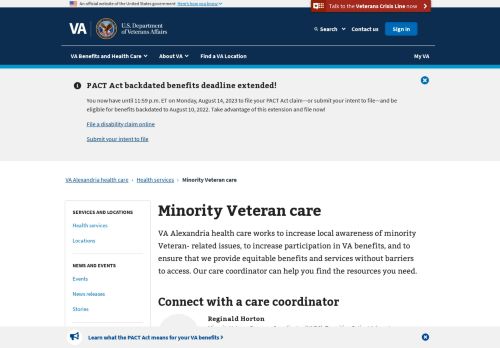 An official website of the United States government Here's how you know
Talk to the Veterans Crisis Line now
VA
U.S. Department
of Veterans Affairs
Search
Contact us
Sign in
VA Benefits and Health Care
About VA
Find a VA Location
My VA
PACT Act backdated benefits deadline extended!
You now have until 11:59 p.m. ET on Monday, August 14, 2023 to file your PACT Act claim—or submit your intent to file—and be
eligible for benefits backdated to August 10, 2022. Take advantage of this extension and file now!
File a disability claim online
Submit your intent to file
VA Alexandria health care › Health services › Minority Veteran care
SERVICES AND LOCATIONS
Health services
Locations
NEWS AND EVENTS
Events
News releases
Stories
Minority Veteran care
VA Alexandria health care works to increase local awareness of minority
Veteran- related issues, to increase participation in VA benefits, and to
ensure that we provide equitable benefits and services without barriers
to access. Our care coordinator can help you find the resources you need.
Connect with a care coordinator
Reginald Horton
Learn what the PACT Act means for your VA benefits